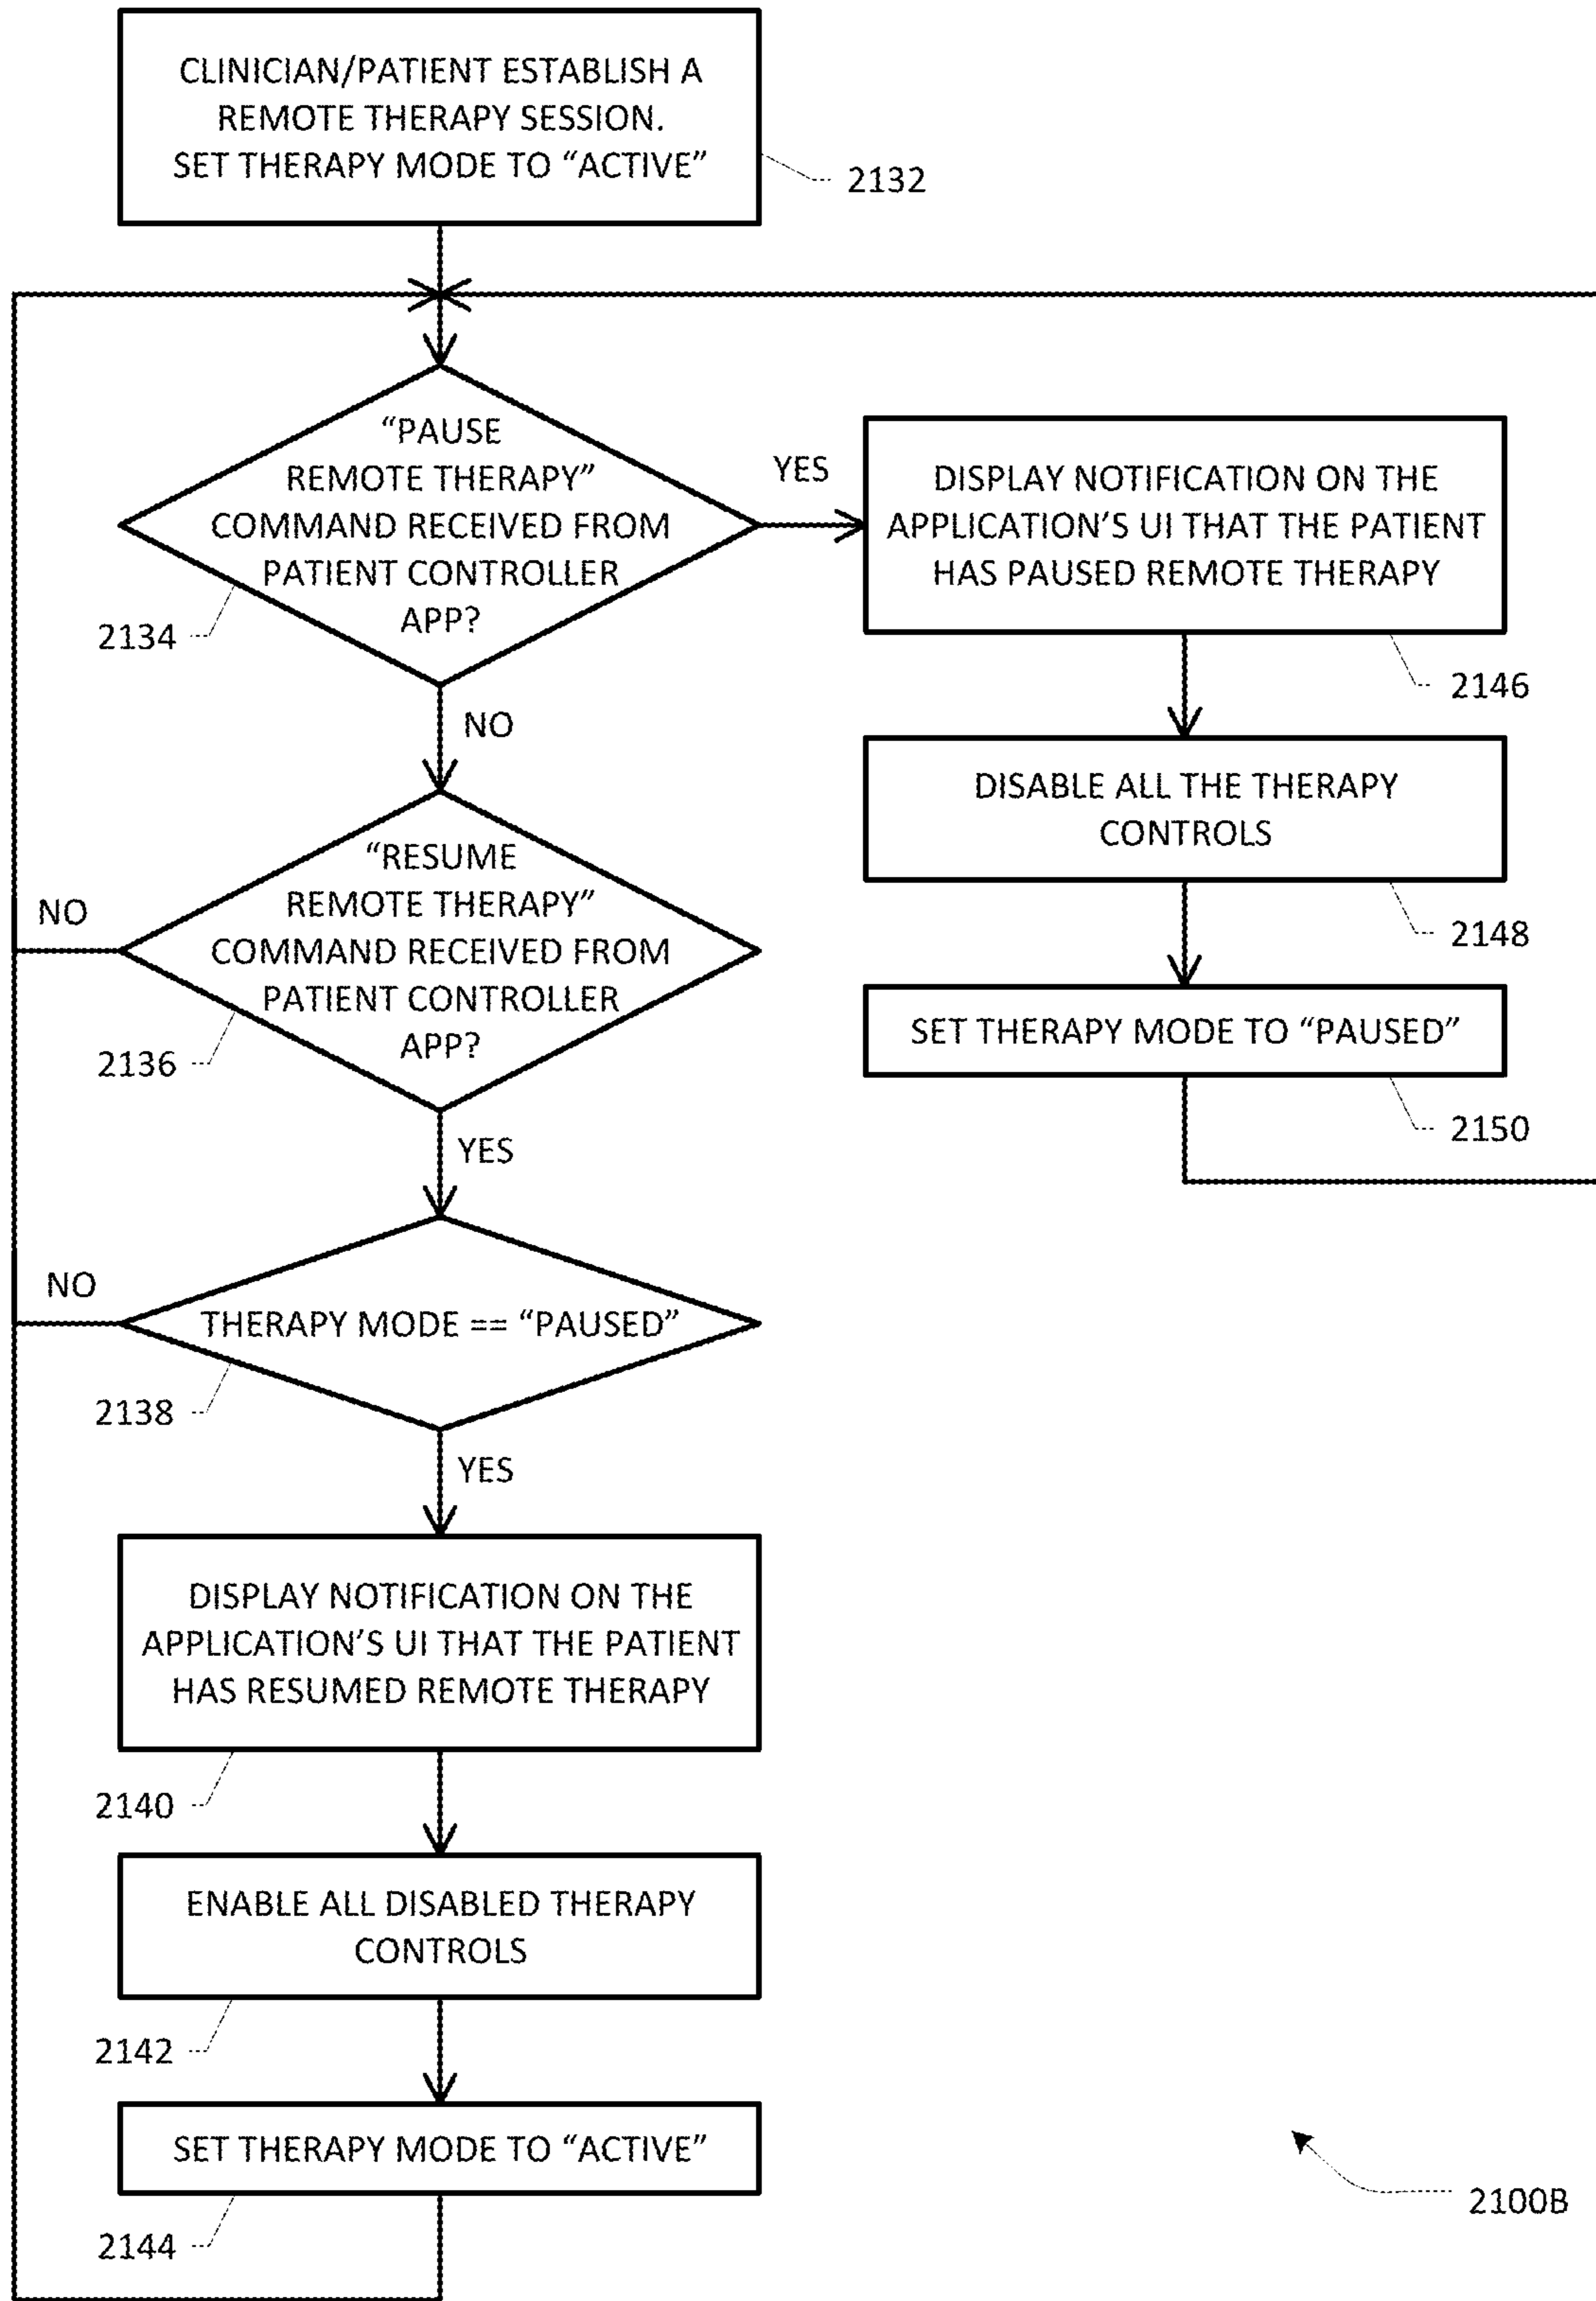 CLINICIAN/PATIENT ESTABLISH A
REMOTE THERAPY SESSION.
SET THERAPY MODE TO “ACTIVE”
2132
“PAUSE
REMOTE THERAPY”
COMMAND RECEIVED FROM
PATIENT CONTROLLER
APP?
2134
YES
DISPLAY NOTIFICATION ON THE
APPLICATION’S UI THAT THE PATIENT
HAS PAUSED REMOTE THERAPY
2146
NO
DISABLE ALL THE THERAPY
CONTROLS
2148
“RESUME
REMOTE THERAPY”
COMMAND RECEIVED FROM
PATIENT CONTROLLER
APP?
2136
NO
SET THERAPY MODE TO “PAUSED”
2150
YES
THERAPY MODE == “PAUSED”
NO
2138
YES
DISPLAY NOTIFICATION ON THE
APPLICATION’S UI THAT THE PATIENT
HAS RESUMED REMOTE THERAPY
2140
ENABLE ALL DISABLED THERAPY
CONTROLS
2142
SET THERAPY MODE TO “ACTIVE”
2144
2100B